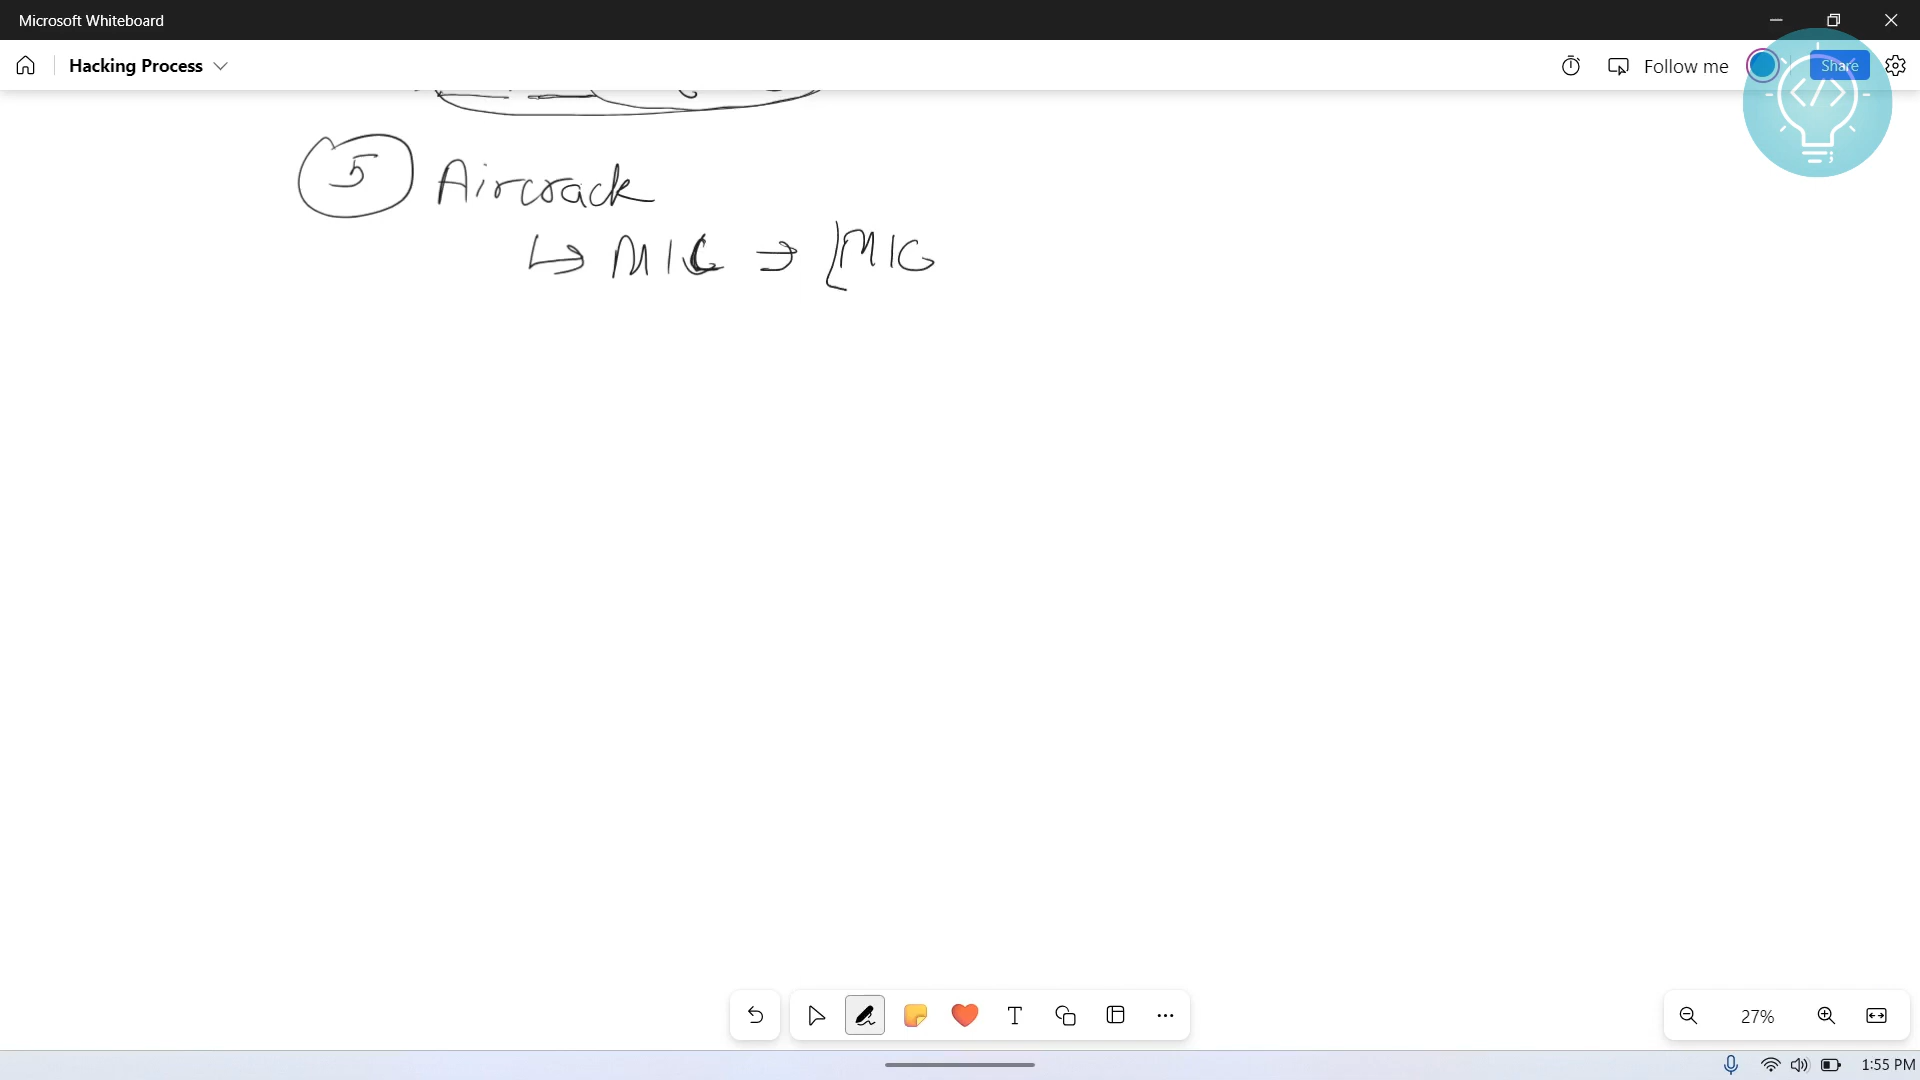 Microsoft Whiteboard
Hacking Process
Follow me
Share
</>
5 Aircrack
↳ MIC → [MIC
T
27%
1:55 PM